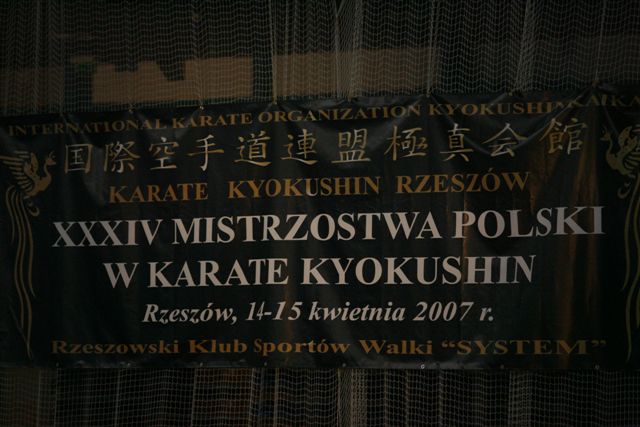 INTERNATIONAL KARATE ORGANIZATION KYOKUSHINKAIKA
国際空手道連盟極真会館
KARATE KYOKUSHIN RZESZÓW
XXXIV MISTRZOSTWA POLSKI
W KARATE KYOKUSHIN
Rzeszów, 14-15 kwietnia 2007 r.
Rzeszowski Klub Sportów Walki "SYSTEM"